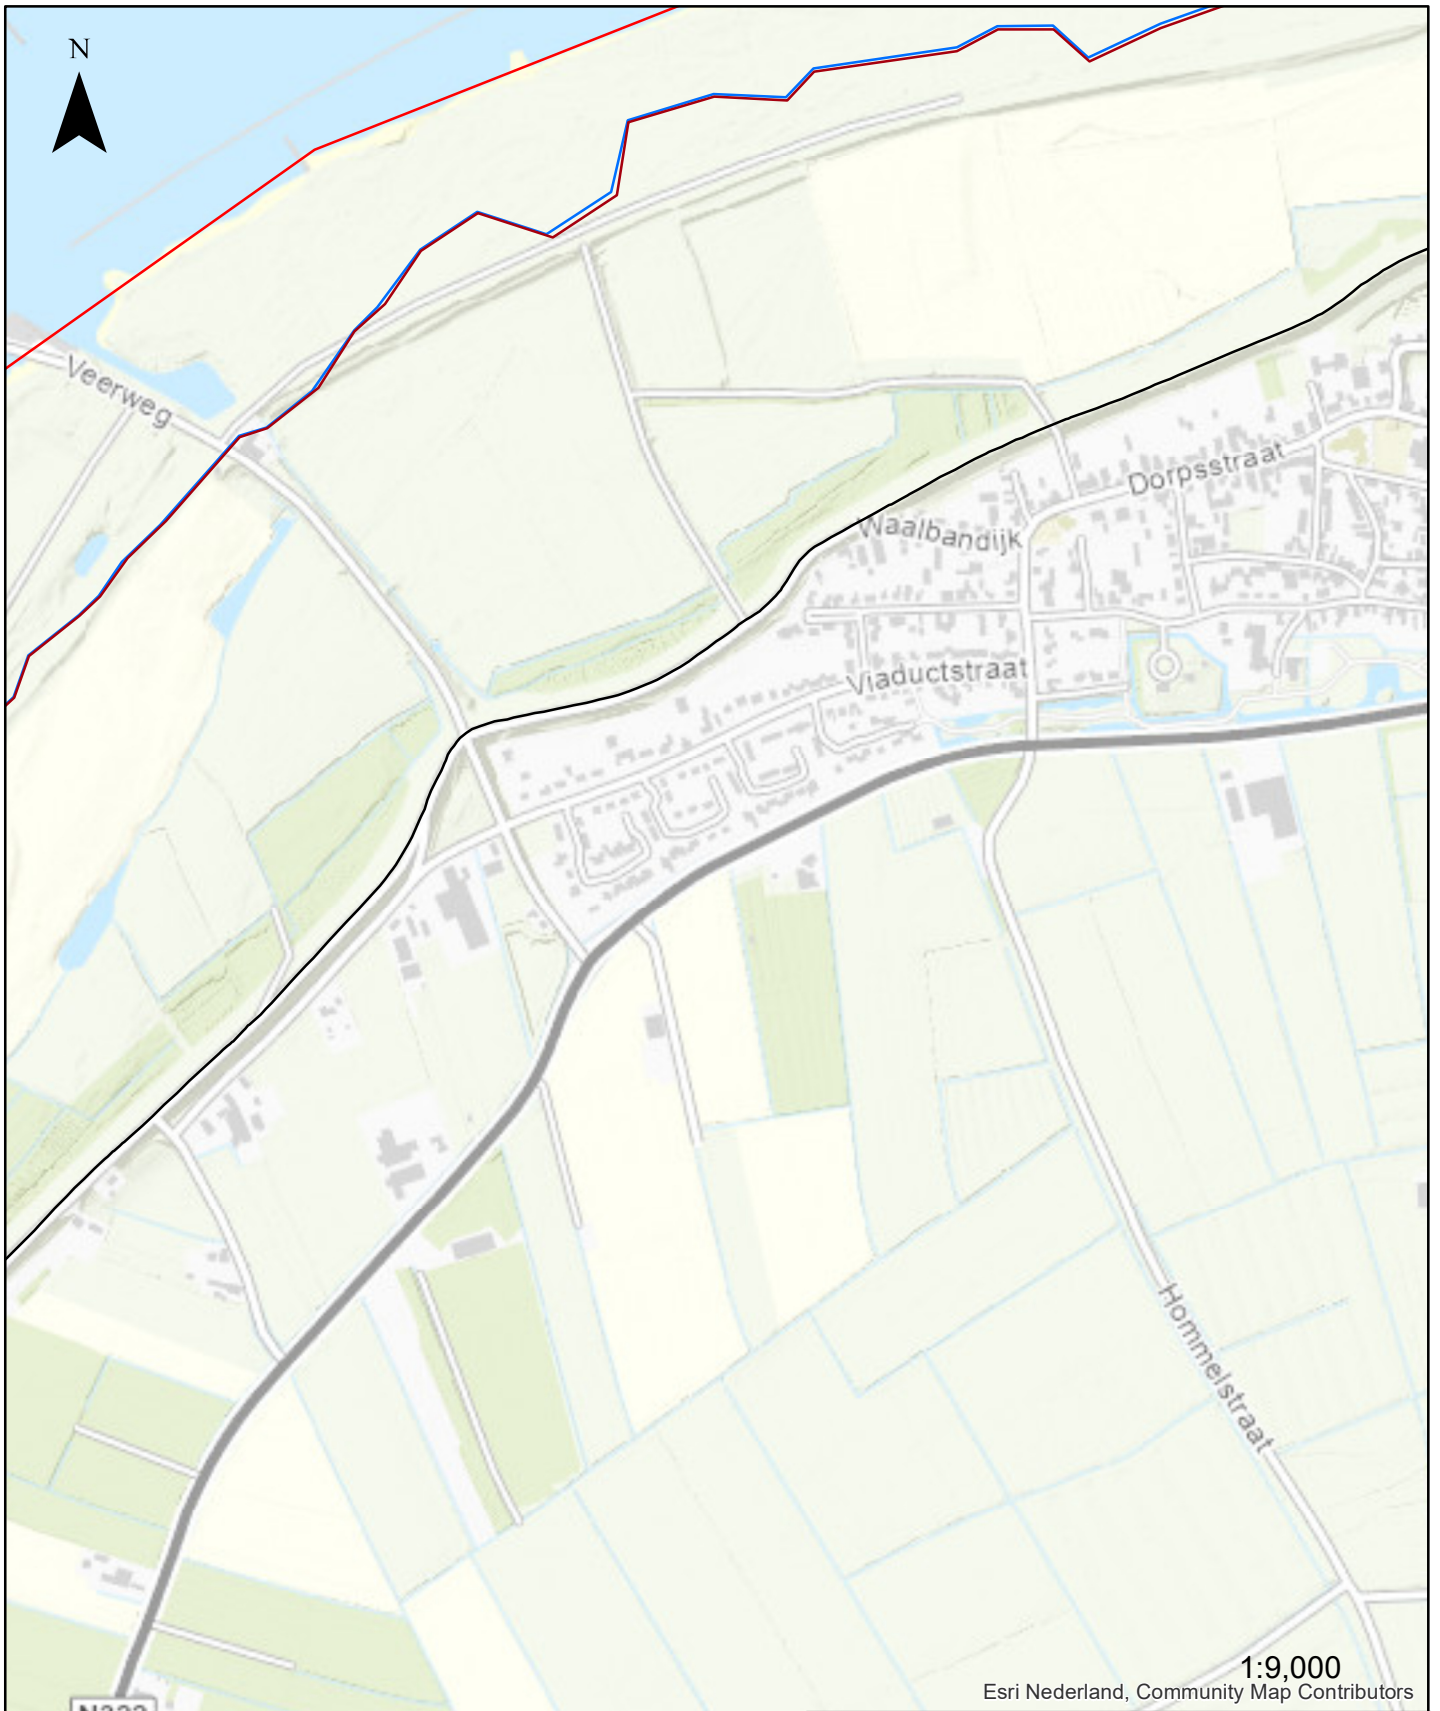 N
Veerweg
Dorpsstraat
Waalbandijk
Viaductstraat
Hommelstraat
1:9,000
Esri Nederland, Community Map Contributors